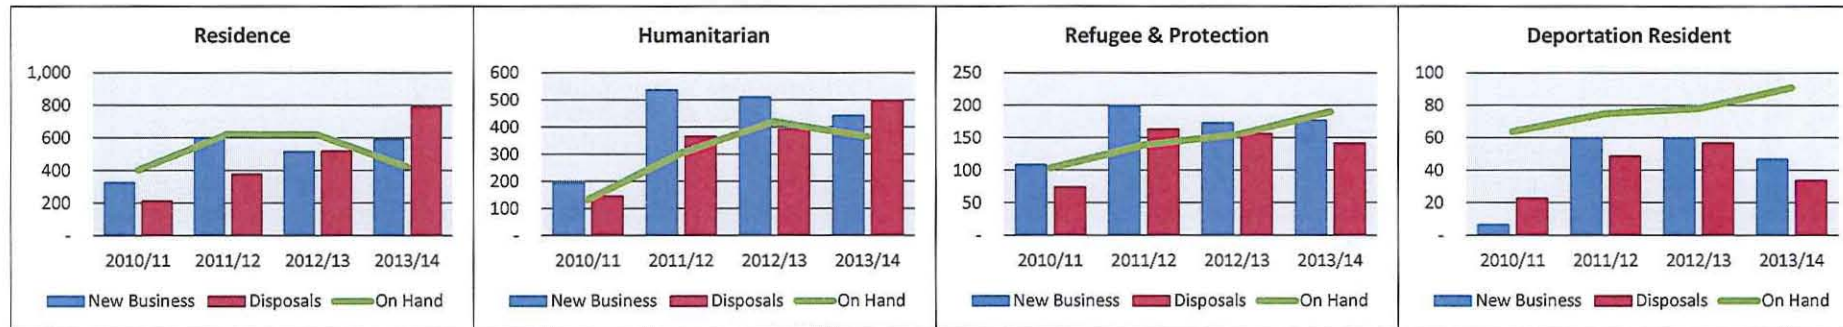 Residence
1,000
800
600
400
200
-
2010/11 2011/12 2012/13 2013/14
New Business Disposals On Hand
Humanitarian
600
500
400
300
200
100
-
2010/11 2011/12 2012/13 2013/14
New Business Disposals On Hand
Refugee & Protection
250
200
150
100
50
-
2010/11 2011/12 2012/13 2013/14
New Business Disposals On Hand
Deportation Resident
100
80
60
40
20
-
2010/11 2011/12 2012/13 2013/14
New Business Disposals On Hand